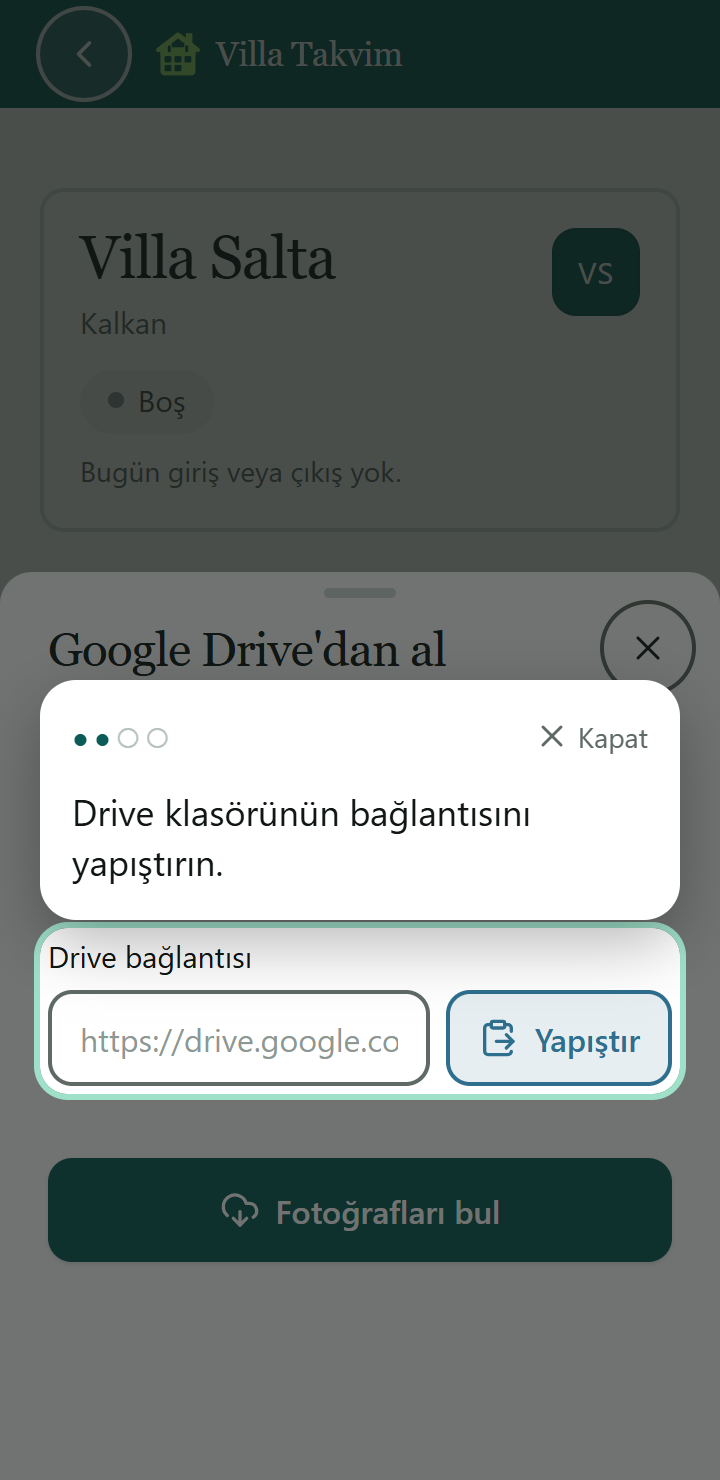 Villa Takvim
Villa Salta
VS
Kalkan
Boş
Bugün giriş veya çıkış yok.
Google Drive'dan al
Kapat
Drive klasörünün bağlantısını
yapıştırın.
Drive bağlantısı
https://drive.google.co
Yapıştır
Fotoğrafları bul